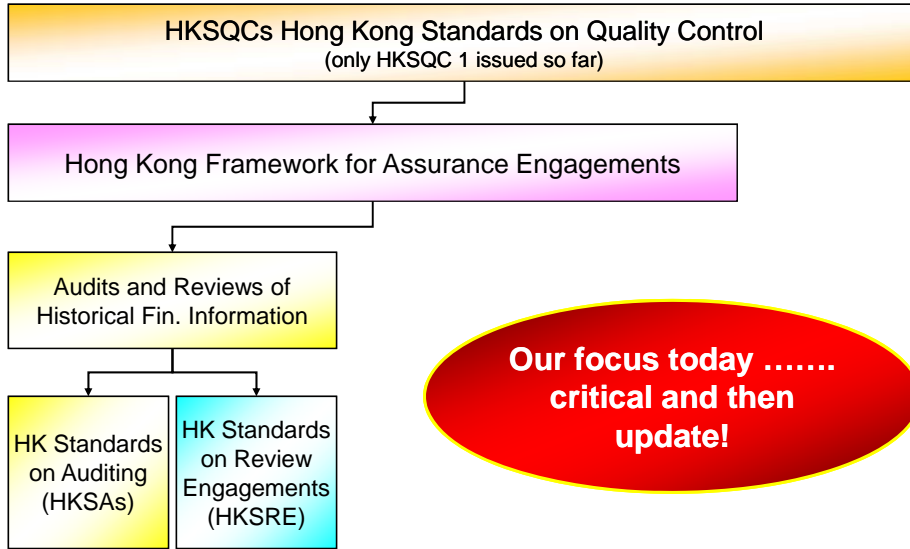 HKSQCs Hong Kong Standards on Quality Control
(only HKSQC 1 issued so far)
Hong Kong Framework for Assurance Engagements
Audits and Reviews of
Historical Fin. Information
HK Standards
on Auditing
(HKSAs)
HK Standards
on Review
Engagements
(HKSRE)
Our focus today …….
critical and then
update!